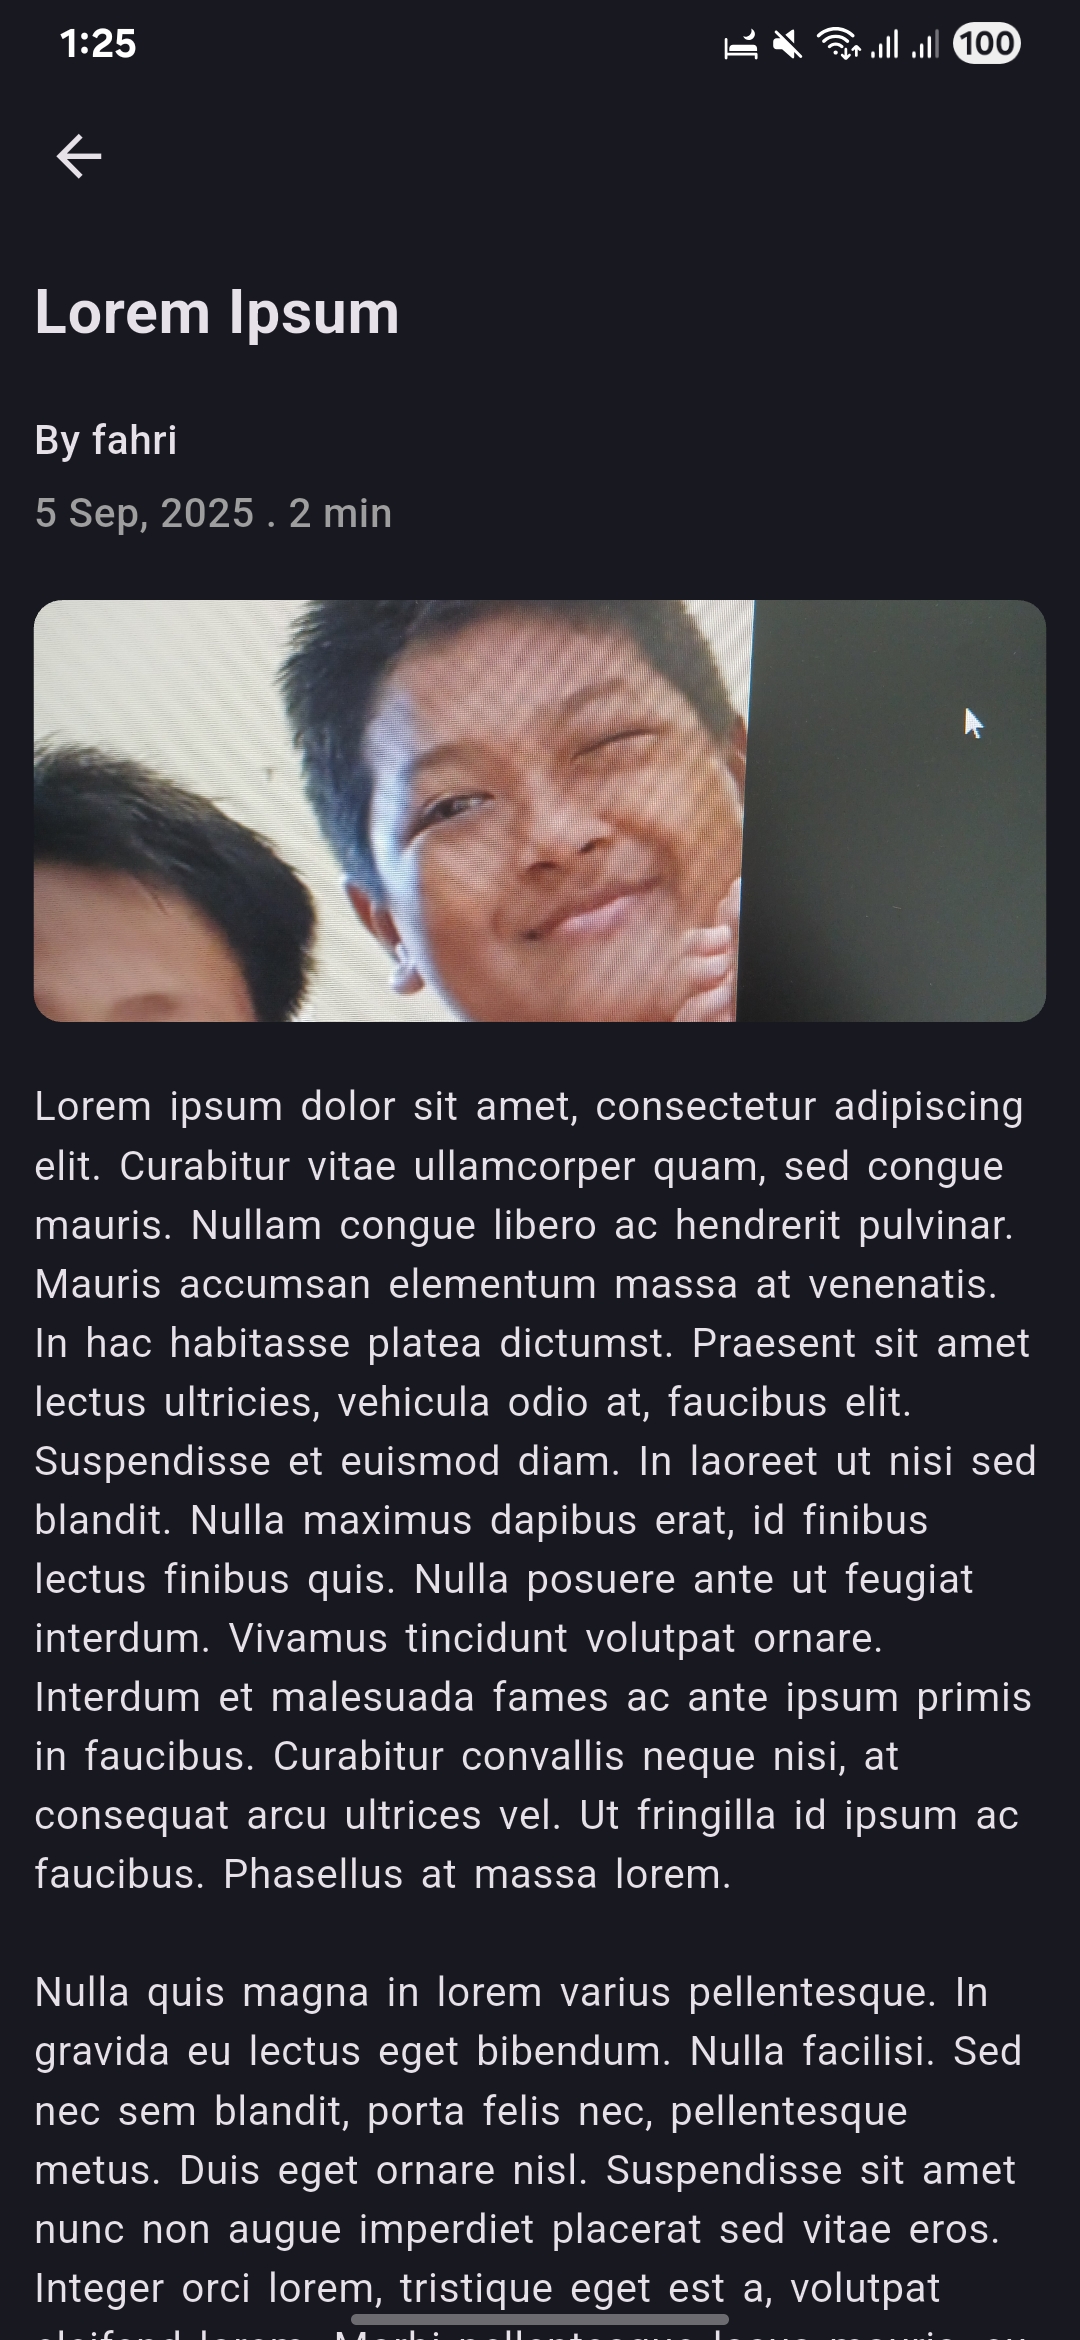 1:25
100
Lorem Ipsum
By fahri
5 Sep, 2025 . 2 min
Lorem ipsum dolor sit amet, consectetur adipiscing
elit. Curabitur vitae ullamcorper quam, sed congue
mauris. Nullam congue libero ac hendrerit pulvinar.
Mauris accumsan elementum massa at venenatis.
In hac habitasse platea dictumst. Praesent sit amet
lectus ultricies, vehicula odio at, faucibus elit.
Suspendisse et euismod diam. In laoreet ut nisi sed
blandit. Nulla maximus dapibus erat, id finibus
lectus finibus quis. Nulla posuere ante ut feugiat
interdum. Vivamus tincidunt volutpat ornare.
Interdum et malesuada fames ac ante ipsum primis
in faucibus. Curabitur convallis neque nisi, at
consequat arcu ultrices vel. Ut fringilla id ipsum ac
faucibus. Phasellus at massa lorem.
Nulla quis magna in lorem varius pellentesque. In
gravida eu lectus eget bibendum. Nulla facilisi. Sed
nec sem blandit, porta felis nec, pellentesque
metus. Duis eget ornare nisl. Suspendisse sit amet
nunc non augue imperdiet placerat sed vitae eros.
Integer orci lorem, tristique eget est a, volutpat